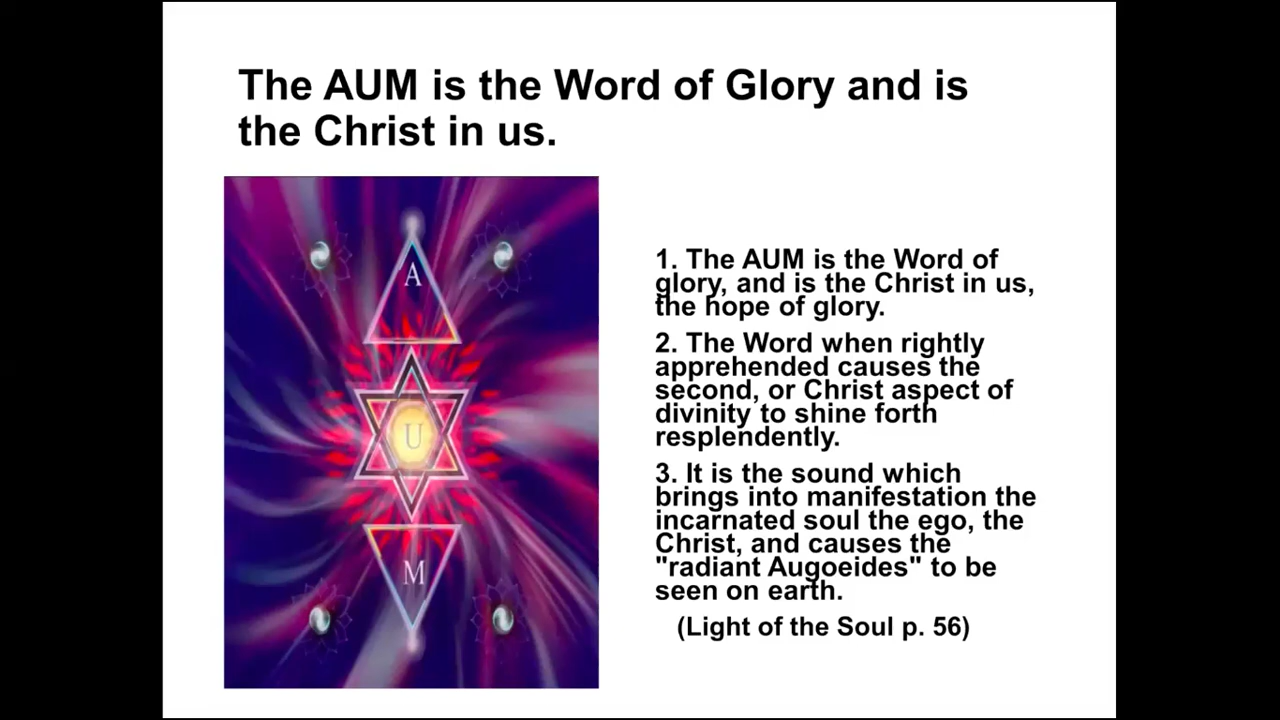 The AUM is the Word of Glory and is
the Christ in us.
A
U
M
1. The AUM is the Word of
glory, and is the Christ in us,
the hope of glory.
2. The Word when rightly
apprehended causes the
second, or Christ aspect of
divinity to shine forth
resplendently.
3. It is the sound which
brings into manifestation the
incarnated soul the ego, the
Christ, and causes the
"radiant Augoeides" to be
seen on earth.
(Light of the Soul p. 56)